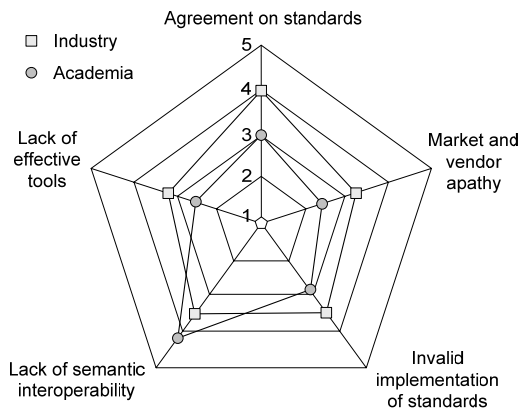 Agreement on standards
Industry
Academia
5
4
3
2
1
Lack of
effective
tools
Market and
vendor
apathy
Lack of semantic
interoperability
Invalid
implementation
of standards